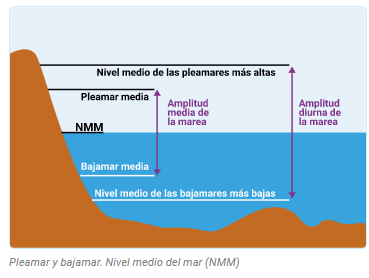 Nivel medio de las pleamares más altas
Pleamar media
Amplitud
media de
la marea
Amplitud
diurna de
la marea
NMM
Bajamar media
Nivel medio de las bajamares más bajas
Pleamar y bajamar. Nivel medio del mar (NMM)